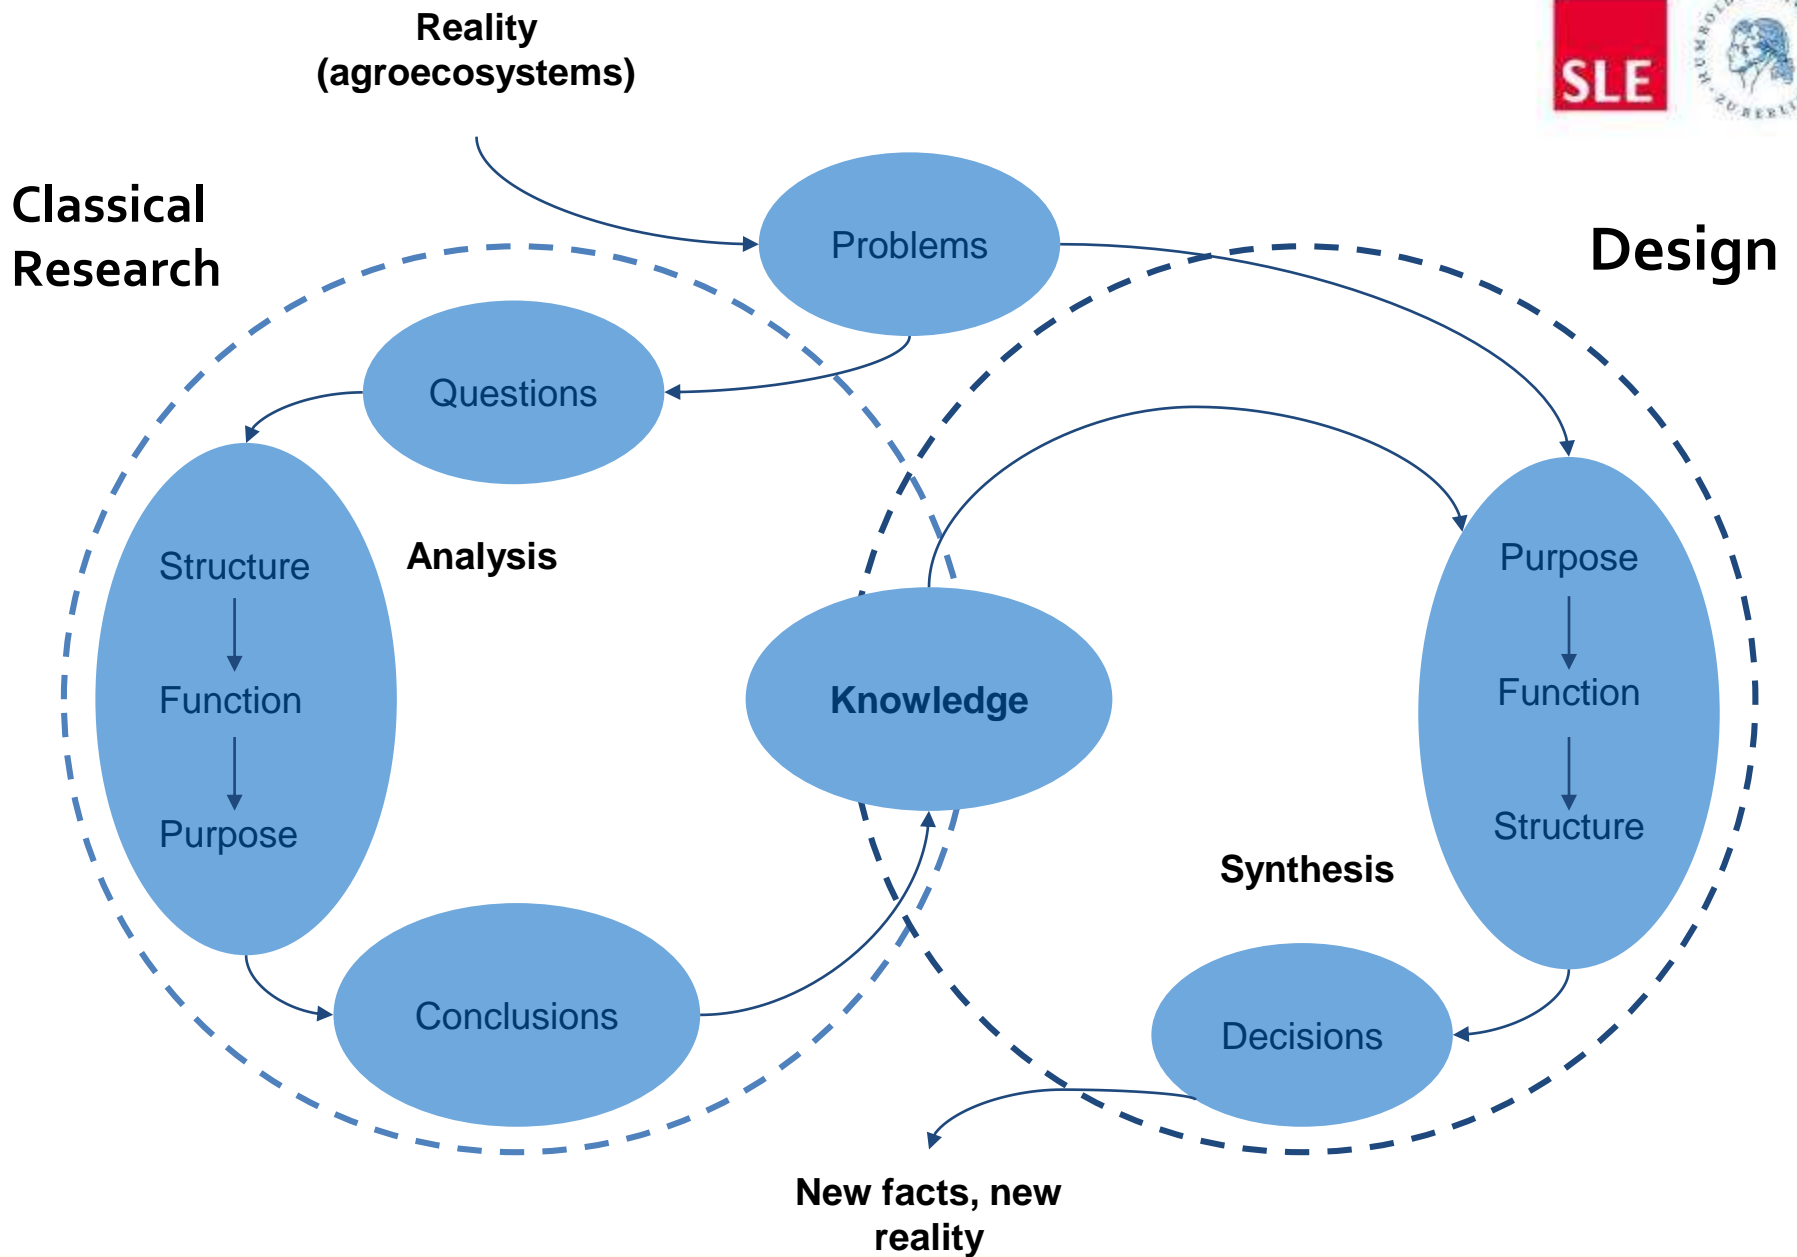 Reality
(agroecosystems)
SLE
Classical
Research
Problems
Design
Questions
Analysis
Structure
Function
Purpose
Knowledge
Purpose
Function
Structure
Synthesis
Conclusions
Decisions
New facts, new
reality